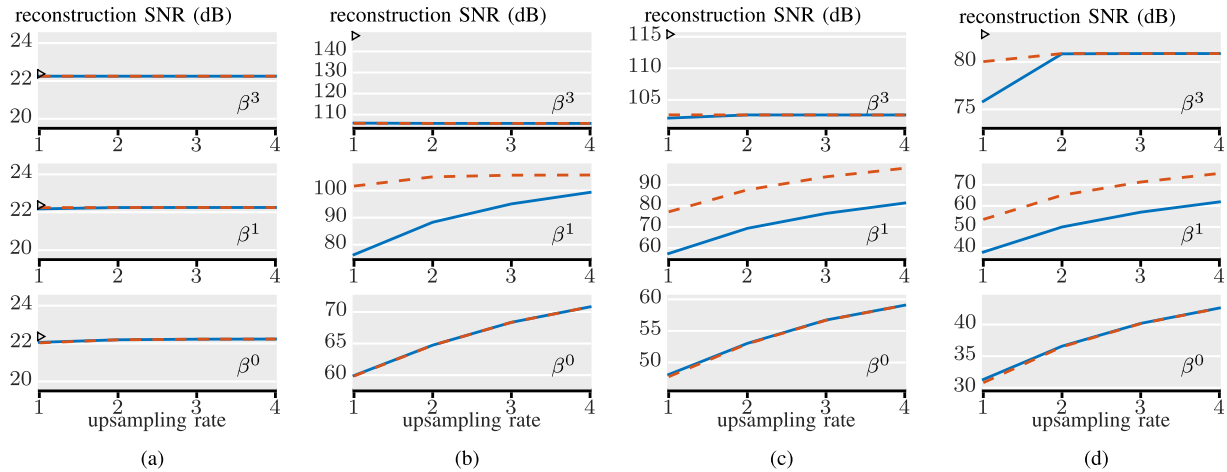 reconstruction SNR (dB) reconstruction SNR (dB) reconstruction SNR (dB) reconstruction SNR (dB)
24
22
20
β³
1 2 3 4
140
130
120
110
β³
1 2 3 4
115
105
β³
1 2 3 4
80
75
β³
1 2 3 4
24
22
20
β¹
1 2 3 4
100
90
80
β¹
1 2 3 4
90
80
70
60
β¹
1 2 3 4
70
60
50
40
β¹
1 2 3 4
24
22
20
β⁰
1 2 3 4
70
65
60
β⁰
1 2 3 4
60
55
50
β⁰
1 2 3 4
40
35
30
β⁰
1 2 3 4
upsampling rate upsampling rate upsampling rate upsampling rate
(a) (b) (c) (d)